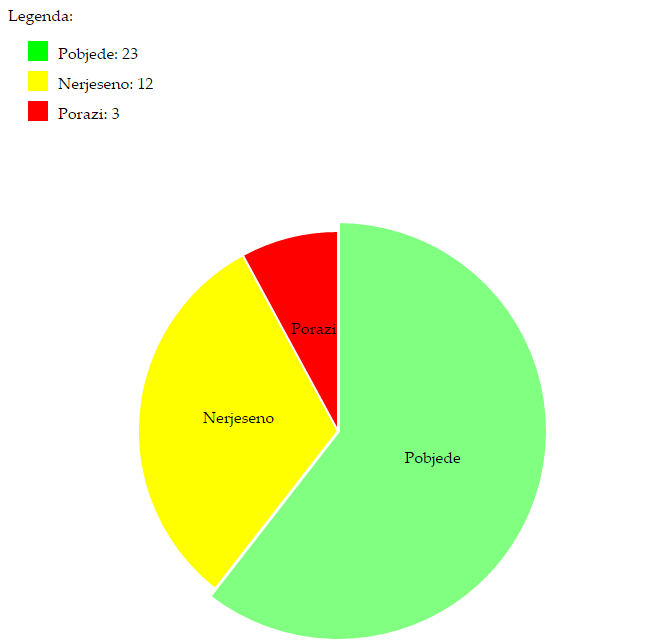 Legenda:
Pobjede: 23
Nerjeseno: 12
Porazi: 3
Porazi
Nerjeseno
Pobjede